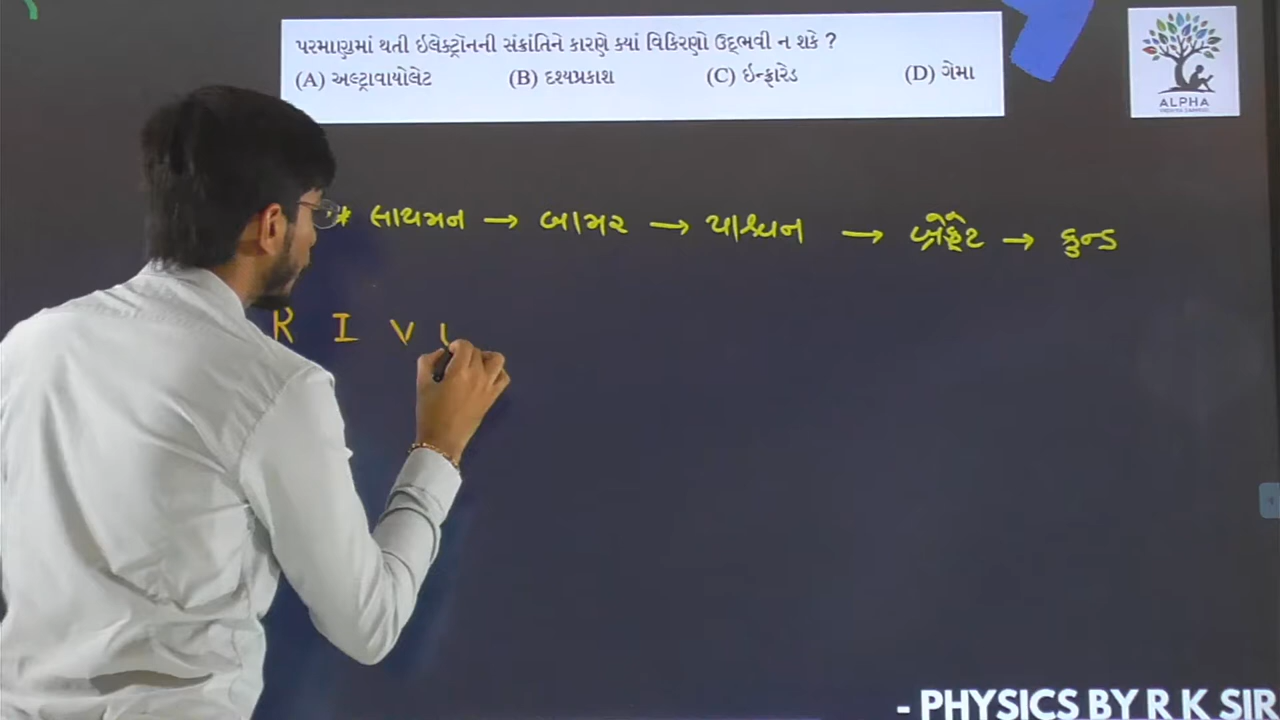 પરમાણુમાં થતી ઇલેક્ટ્રૉનની સંક્રાંતિને કારણે ક્યાં વિકિરણો ઉદ્ભવી ન શકે ?
(A) અલ્ટ્રાવાયોલેટ (B) દશ્યપ્રકાશ (C) ઇન્ફ્રારેડ (D) ગેમા
ALPHA
* લાયમન → બામર → પાશ્ચન → બ્રેકેટ → ફુન્ડ
R I V
- PHYSICS BY R K SIR